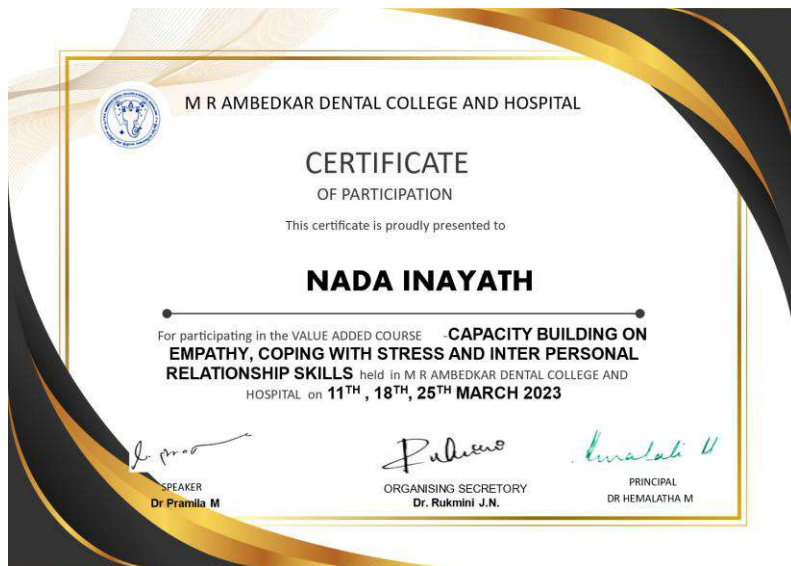 M R AMBEDKAR DENTAL COLLEGE AND HOSPITAL
CERTIFICATE
OF PARTICIPATION
This certificate is proudly presented to
NADA INAYATH
For participating in the VALUE ADDED COURSE -CAPACITY BUILDING ON
EMPATHY, COPING WITH STRESS AND INTER PERSONAL
RELATIONSHIP SKILLS held in M R AMBEDKAR DENTAL COLLEGE AND
HOSPITAL on 11TH , 18TH, 25TH MARCH 2023
SPEAKER
Dr Pramila M
ORGANISING SECRETORY
Dr. Rukmini J.N.
PRINCIPAL
DR HEMALATHA M